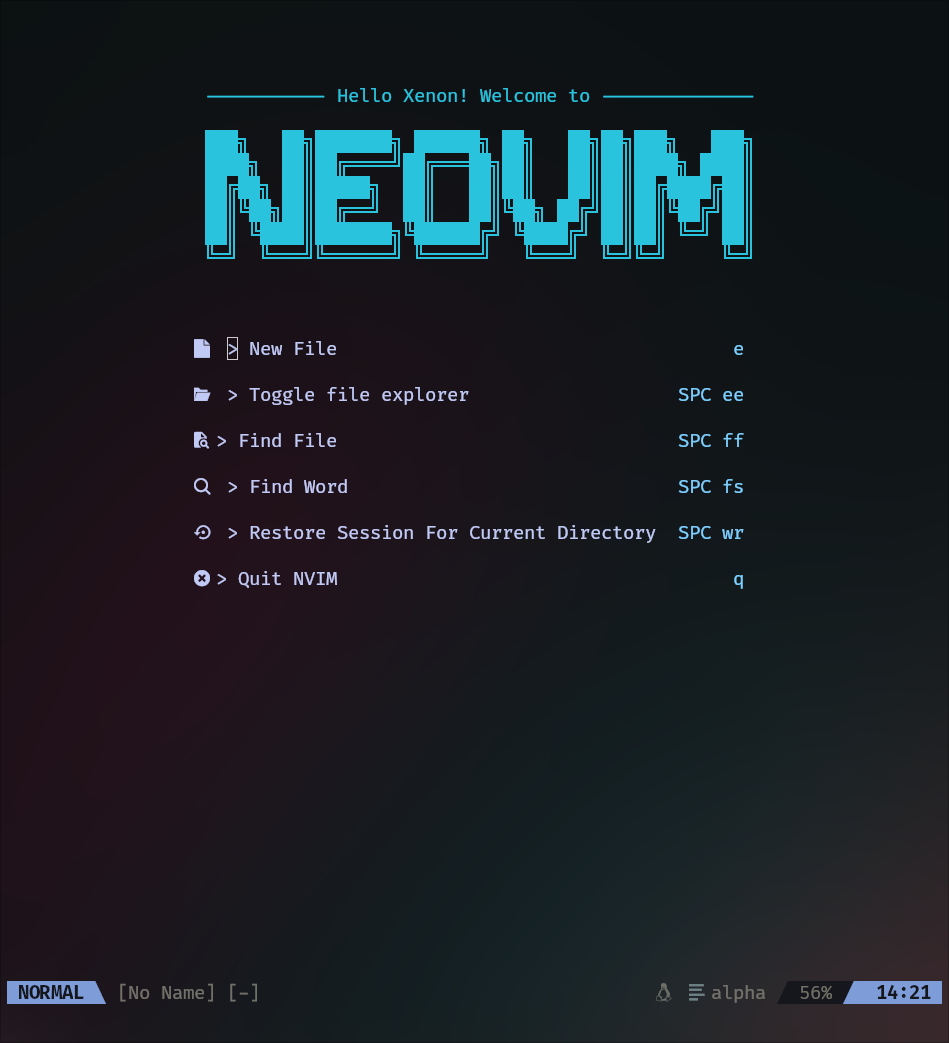 Hello Xenon! Welcome to
NEOVIM
> New File e
> Toggle file explorer SPC ee
> Find File SPC ff
> Find Word SPC fs
> Restore Session For Current Directory SPC wr
> Quit NVIM q
NORMAL [No Name] [-] alpha 56% 14:21